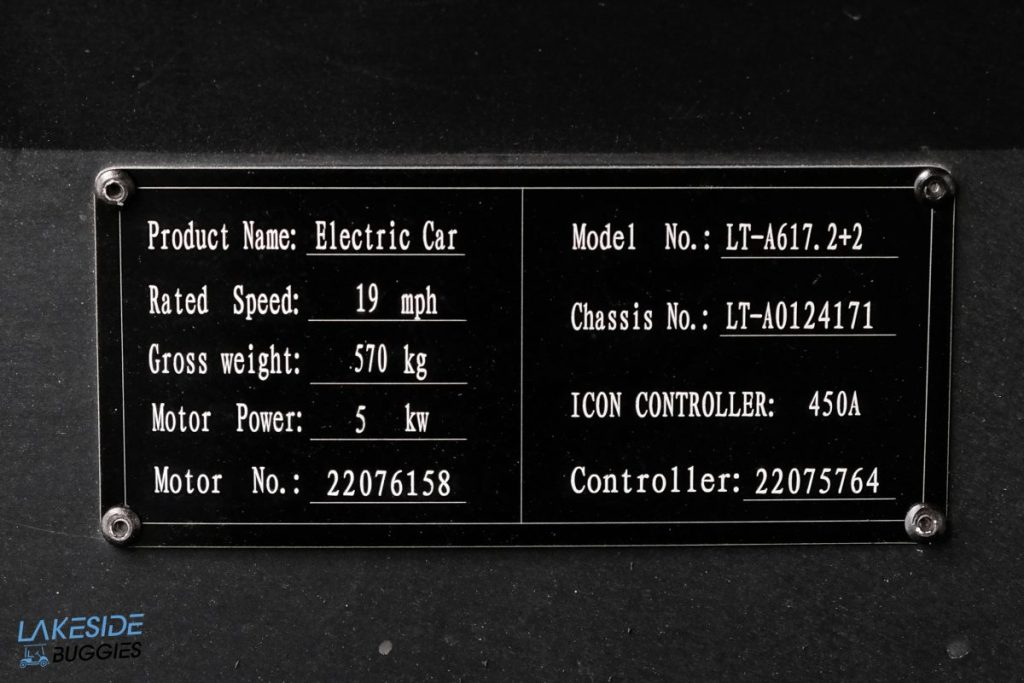 Product Name: Electric Car
Rated Speed: 19 mph
Gross weight: 570 kg
Motor Power: 5 kw
Motor No.: 22076158
Model No.: LT-A617.2+2
Chassis No.: LT-A0124171
ICON CONTROLLER: 450A
Controller: 22075764
LAKESIDE
BUGGIES